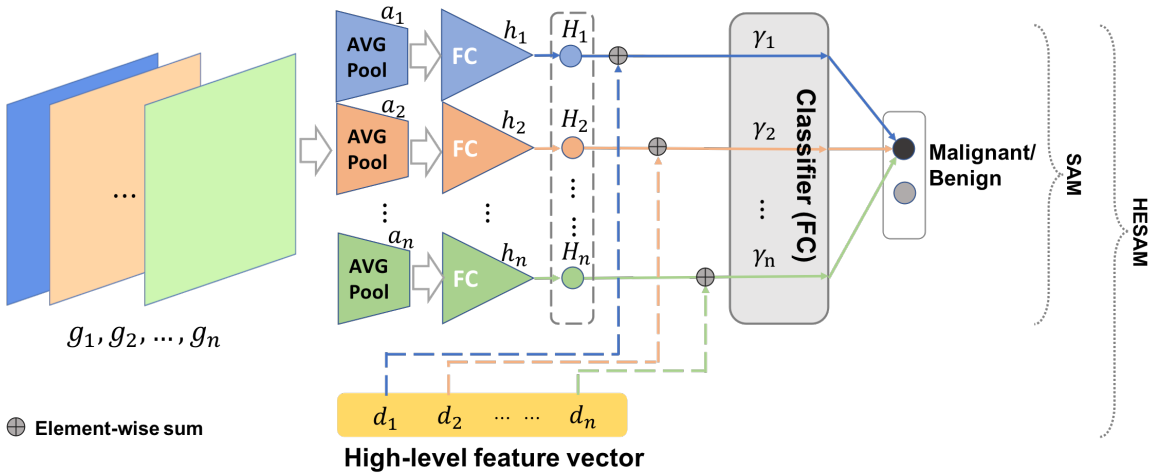 a₁
AVG
Pool
FC
h₁
H₁
γ₁
a₂
AVG
Pool
FC
h₂
H₂
γ₂
...
⋮
⋮
⋮
⋮
⋮
aₙ
AVG
Pool
FC
hₙ
Hₙ
γn
Classifier (FC)
Malignant/
Benign
SAM
HESAM
g₁, g₂, ..., gₙ
d₁ d₂ ... ... dₙ
Element-wise sum
High-level feature vector